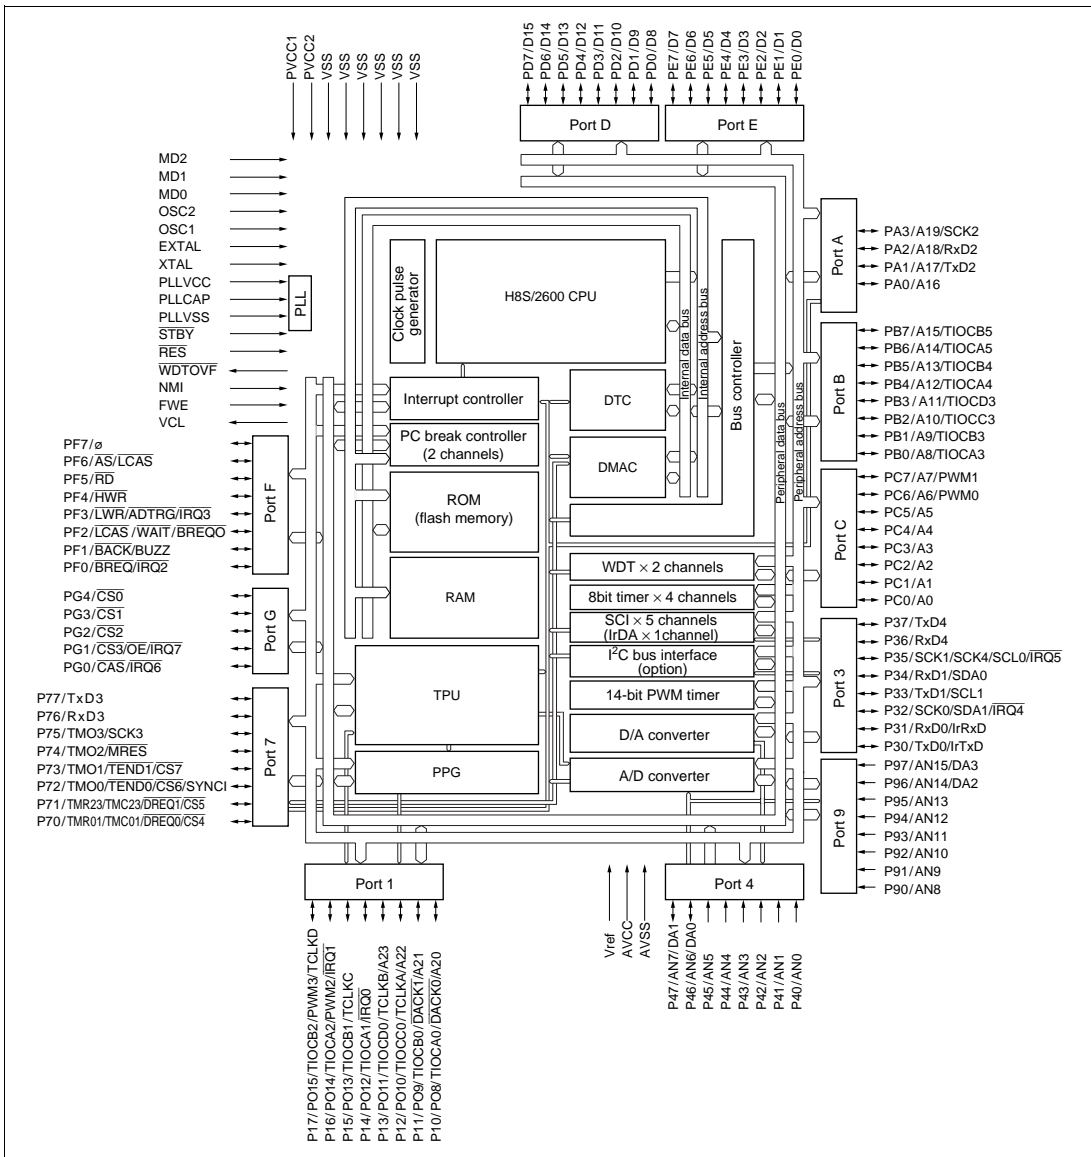 PVCC1
PVCC2
VSS
VSS
VSS
VSS
VSS
VSS
PD7/D15
PD6/D14
PD5/D13
PD4/D12
PD3/D11
PD2/D10
PD1/D9
PD0/D8
PE7/D7
PE6/D6
PE5/D5
PE4/D4
PE3/D3
PE2/D2
PE1/D1
PE0/D0
Port D
Port E
MD2
MD1
MD0
OSC2
OSC1
EXTAL
XTAL
PLLVCC
PLLCAP
PLLVSS
STBY
RES
WDTOVF
NMI
FWE
VCL
PLL
Clock pulse
generator
H8S/2600 CPU
Internal data bus
Internal address bus
Bus controller
Peripheral data bus
Peripheral address bus
Port A
PA3/A19/SCK2
PA2/A18/RxD2
PA1/A17/TxD2
PA0/A16
Port B
PB7/A15/TIOCB5
PB6/A14/TIOCA5
PB5/A13/TIOCB4
PB4/A12/TIOCA4
PB3/A11/TIOCD3
PB2/A10/TIOCC3
PB1/A9/TIOCB3
PB0/A8/TIOCA3
Interrupt controller
PC break controller
(2 channels)
DTC
DMAC
ROM
(flash memory)
RAM
TPU
PPG
WDT × 2 channels
8bit timer × 4 channels
SCI × 5 channels
(IrDA × 1channel)
I2C bus interface
(option)
14-bit PWM timer
D/A converter
A/D converter
PF7/ø
PF6/AS/LCAS
PF5/RD
PF4/HWR
PF3/LWR/ADTRG/IRQ3
PF2/LCAS/WAIT/BREQO
PF1/BACK/BUZZ
PF0/BREQ/IRQ2
Port F
PG4/CS0
PG3/CS1
PG2/CS2
PG1/CS3/OE/IRQ7
PG0/CAS/IRQ6
Port G
P77/TxD3
P76/RxD3
P75/TMO3/SCK3
P74/TMO2/MRES
P73/TMO1/TEND1/CS7
P72/TMO0/TEND0/CS6/SYNCI
P71/TMR23/TMC23/DREQ1/CS5
P70/TMR01/TMC01/DREQ0/CS4
Port 7
Port C
PC7/A7/PWM1
PC6/A6/PWM0
PC5/A5
PC4/A4
PC3/A3
PC2/A2
PC1/A1
PC0/A0
Port 3
P37/TxD4
P36/RxD4
P35/SCK1/SCK4/SCL0/IRQ5
P34/RxD1/SDA0
P33/TxD1/SCL1
P32/SCK0/SDA1/IRQ4
P31/RxD0/IrRxD
P30/TxD0/IrTxD
Port 9
P97/AN15/DA3
P96/AN14/DA2
P95/AN13
P94/AN12
P93/AN11
P92/AN10
P91/AN9
P90/AN8
Port 1
Port 4
P17/PO15/TIOCB2/PWM3/TCLKD
P16/PO14/TIOCA2/PWM2/IRQ1
P15/PO13/TIOCB1/TCLKC
P14/PO12/TIOCA1/IRQ0
P13/PO11/TIOCD0/TCLKB/A23
P12/PO10/TIOCC0/TCLKA/A22
P11/PO9/TIOCB0/DACK1/A21
P10/PO8/TIOCA0/DACK0/A20
Vref
AVCC
AVSS
P47/AN7/DA1
P46/AN6/DA0
P45/AN5
P44/AN4
P43/AN3
P42/AN2
P41/AN1
P40/AN0